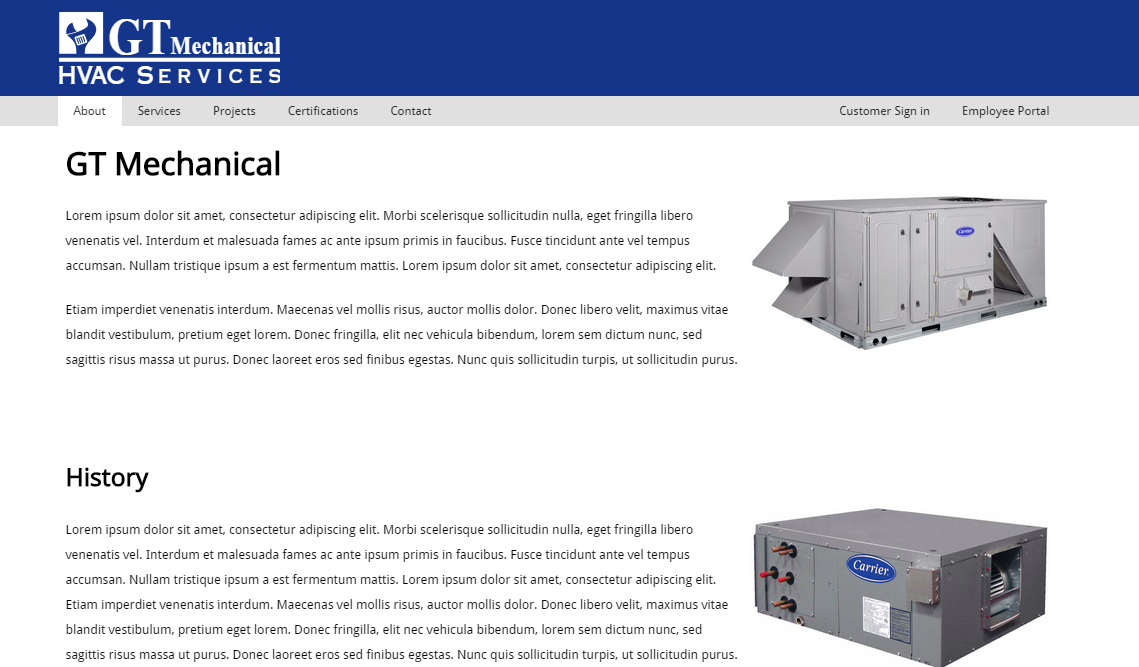 GT Mechanical
HVAC SERVICES
About Services Projects Certifications Contact Customer Sign in Employee Portal
GT Mechanical
Lorem ipsum dolor sit amet, consectetur adipiscing elit. Morbi scelerisque sollicitudin nulla, eget fringilla libero
venenatis vel. Interdum et malesuada fames ac ante ipsum primis in faucibus. Fusce tincidunt ante vel tempus
accumsan. Nullam tristique ipsum a est fermentum mattis. Lorem ipsum dolor sit amet, consectetur adipiscing elit.
Carrier
Etiam imperdiet venenatis interdum. Maecenas vel mollis risus, auctor mollis dolor. Donec libero velit, maximus vitae
blandit vestibulum, pretium eget lorem. Donec fringilla, elit nec vehicula bibendum, lorem sem dictum nunc, sed
sagittis risus massa ut purus. Donec laoreet eros sed finibus egestas. Nunc quis sollicitudin turpis, ut sollicitudin purus.
History
Lorem ipsum dolor sit amet, consectetur adipiscing elit. Morbi scelerisque sollicitudin nulla, eget fringilla libero
venenatis vel. Interdum et malesuada fames ac ante ipsum primis in faucibus. Fusce tincidunt ante vel tempus
accumsan. Nullam tristique ipsum a est fermentum mattis. Lorem ipsum dolor sit amet, consectetur adipiscing elit.
Etiam imperdiet venenatis interdum. Maecenas vel mollis risus, auctor mollis dolor. Donec libero velit, maximus vitae
blandit vestibulum, pretium eget lorem. Donec fringilla, elit nec vehicula bibendum, lorem sem dictum nunc, sed
sagittis risus massa ut purus. Donec laoreet eros sed finibus egestas. Nunc quis sollicitudin turpis, ut sollicitudin purus.
Carrier